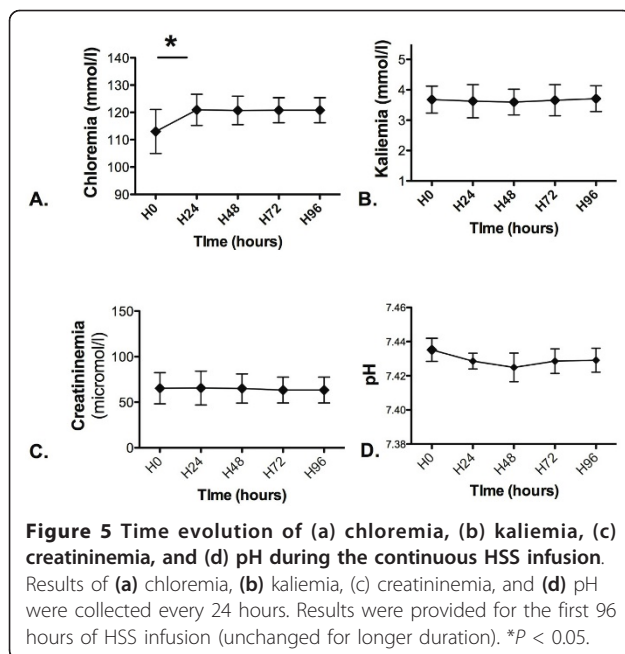 *
140
130
120
110
100
90
Chloremia (mmol/l)
H0
H24
H48
H72
H96
A.
TIme (hours)
5
4
3
2
1
Kaliemia (mmol/l)
H0
H24
H48
H72
H96
B.
TIme (hours)
150
100
50
0
Creatininemia
(micromol/l)
H0
H24
H48
H72
H96
C.
TIme (hours)
7.46
7.44
7.42
7.40
7.38
pH
H0
H24
H48
H72
H96
D.
TIme (hours)
Figure 5 Time evolution of (a) chloremia, (b) kaliemia, (c)
creatininemia, and (d) pH during the continuous HSS infusion.
Results of (a) chloremia, (b) kaliemia, (c) creatininemia, and (d) pH
were collected every 24 hours. Results were provided for the first 96
hours of HSS infusion (unchanged for longer duration). *P < 0.05.